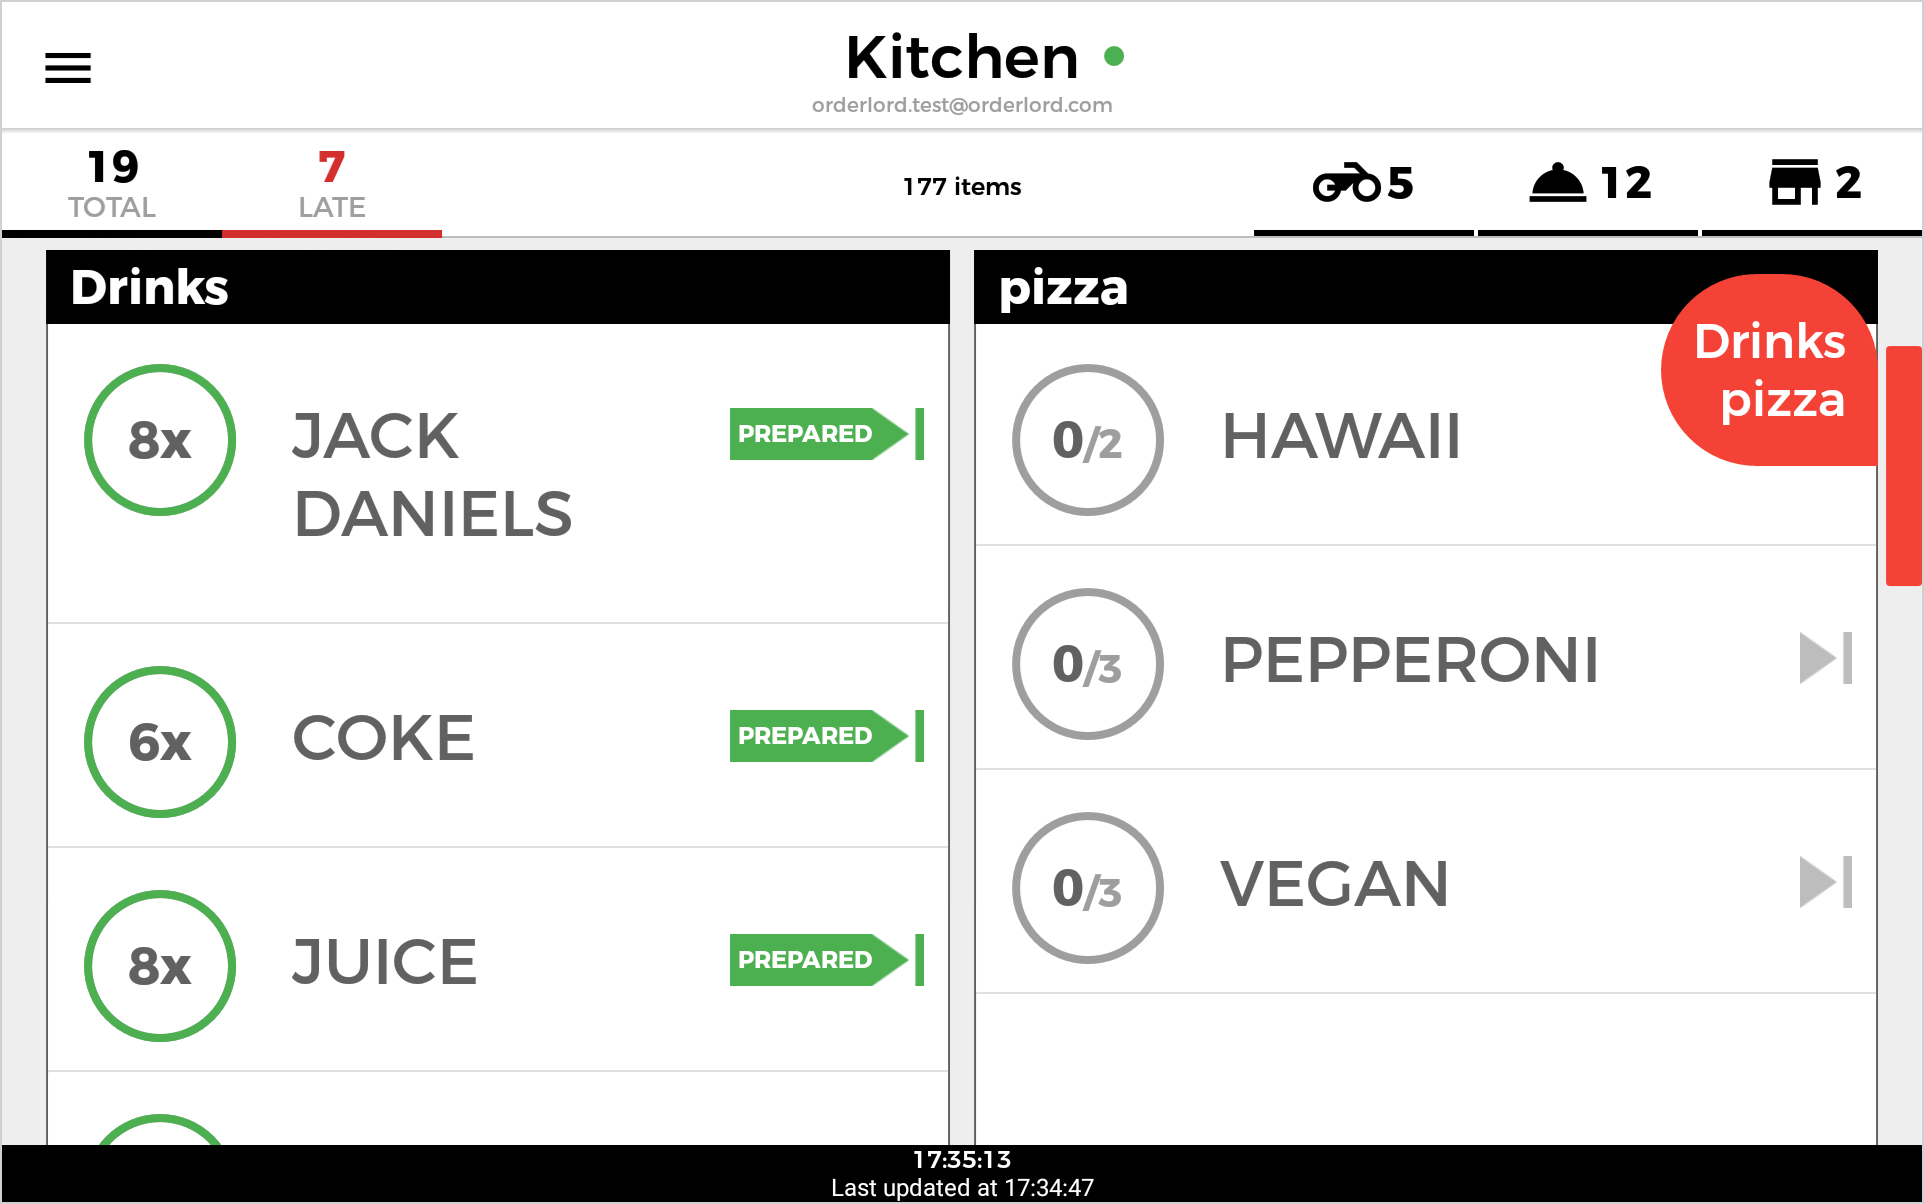 Kitchen
orderlord.test@orderlord.com
19
TOTAL
7
LATE
177 items
5
12
2
Drinks
8x
JACK
DANIELS
PREPARED
6x
COKE
PREPARED
8x
JUICE
PREPARED
pizza
0/2
HAWAII
0/3
PEPPERONI
0/3
VEGAN
Drinks
pizza
17:35:13
Last updated at 17:34:47